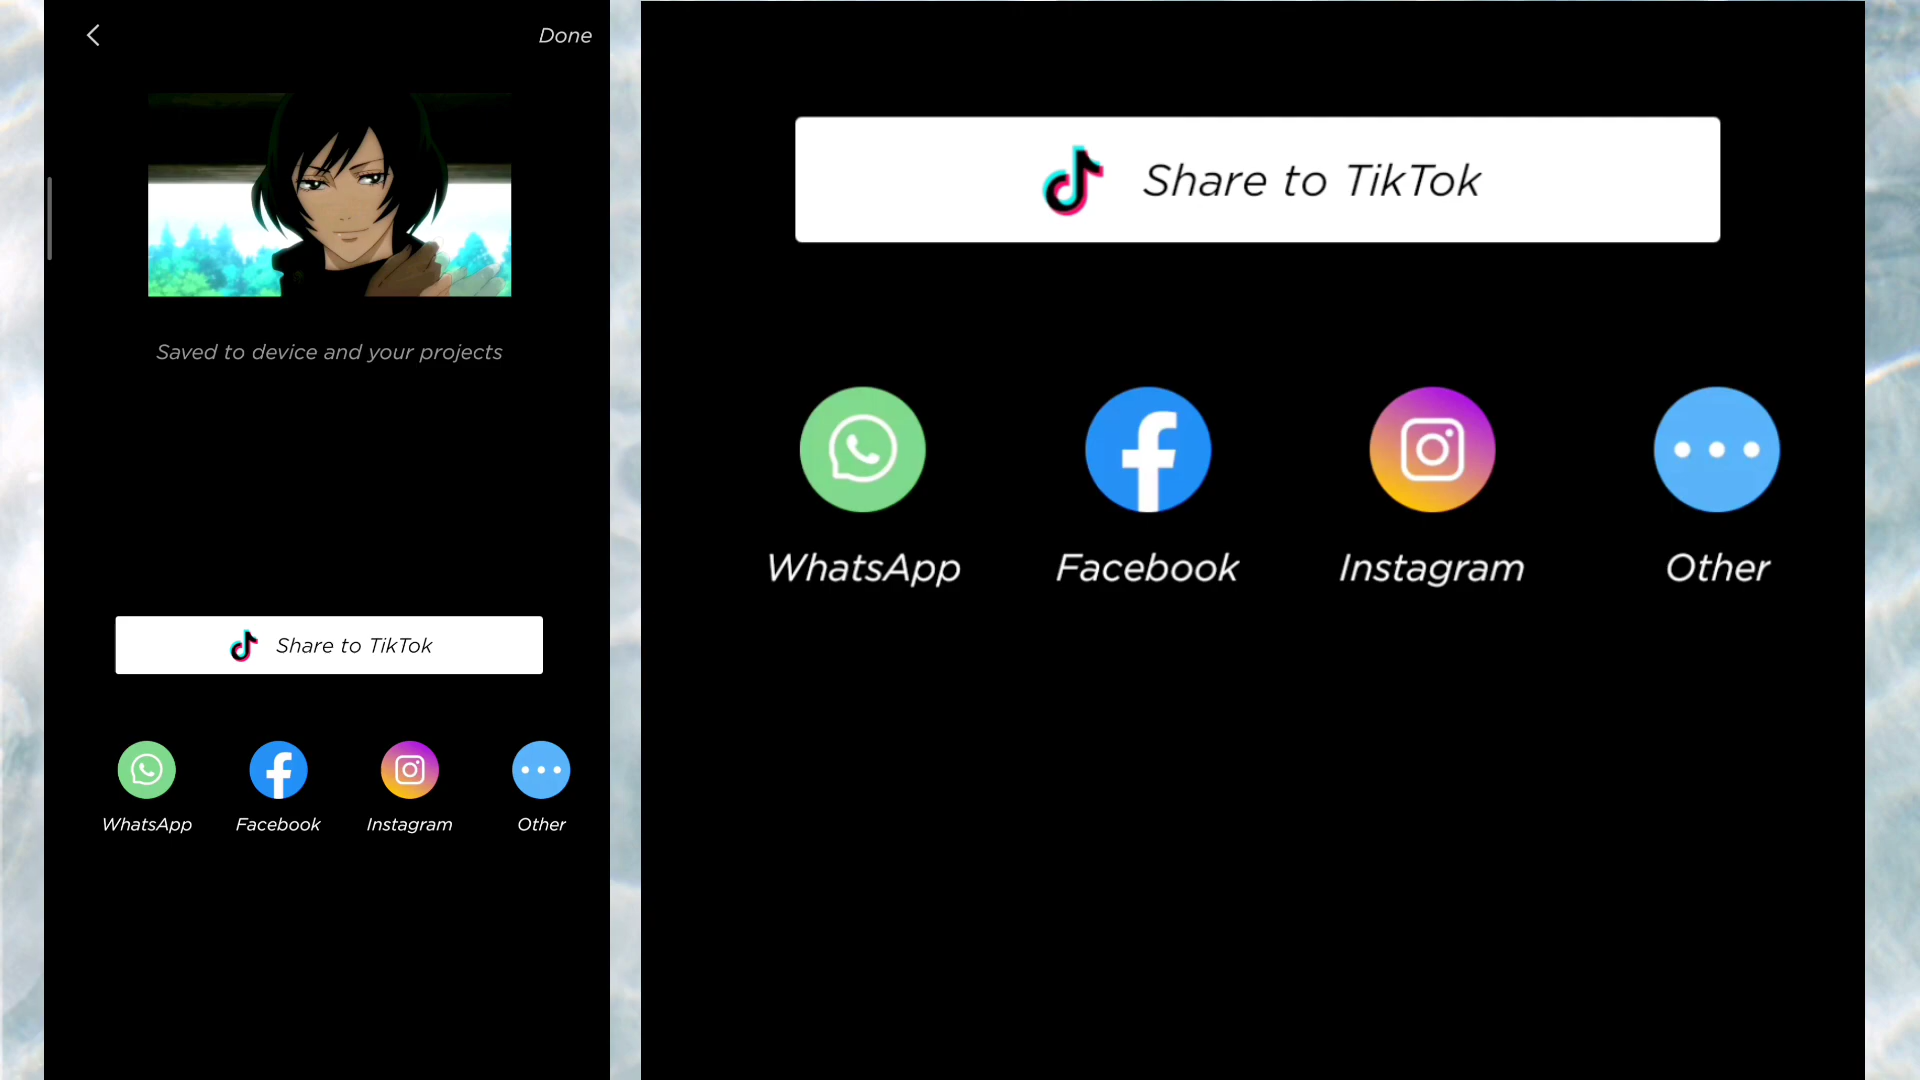 Done
Saved to device and your projects
Share to TikTok
WhatsApp
Facebook
Instagram
Other
Share to TikTok
WhatsApp
Facebook
Instagram
Other